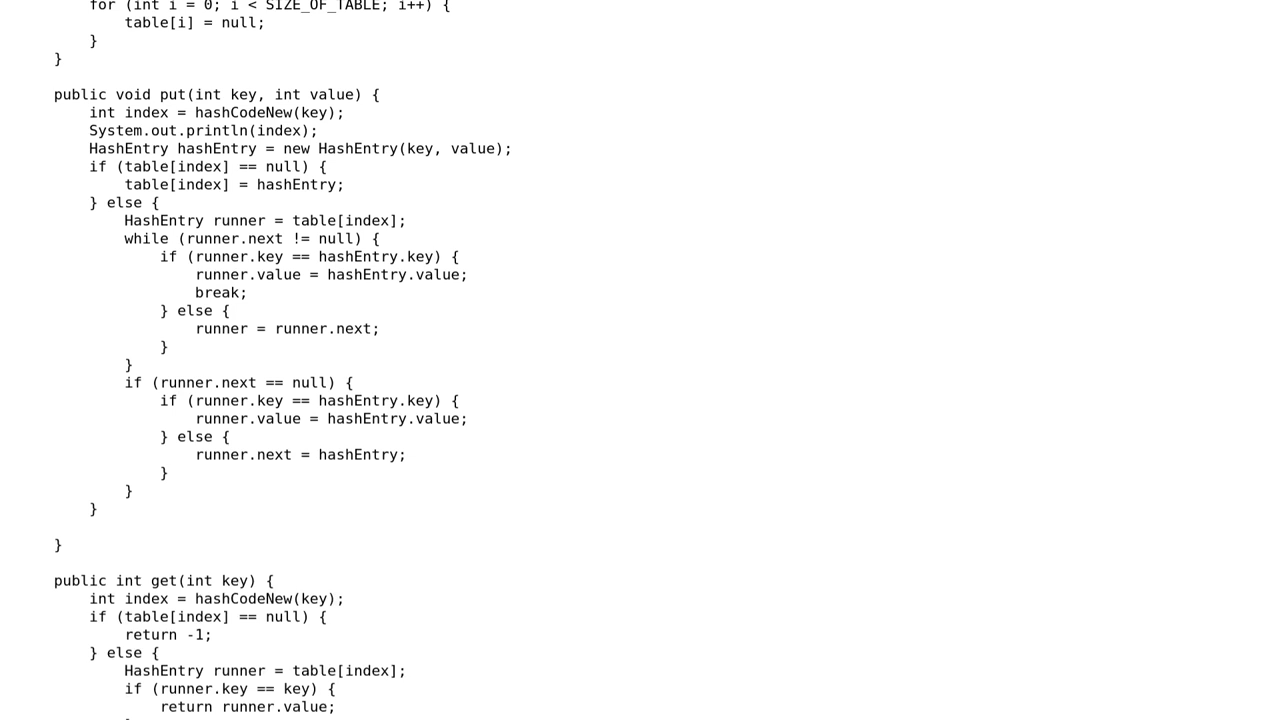 for (int i = 0; i < SIZE_OF_TABLE; i++) {
table[i] = null;
}
}
public void put(int key, int value) {
int index = hashCodeNew(key);
System.out.println(index);
HashEntry hashEntry = new HashEntry(key, value);
if (table[index] == null) {
table[index] = hashEntry;
} else {
HashEntry runner = table[index];
while (runner.next != null) {
if (runner.key == hashEntry.key) {
runner.value = hashEntry.value;
break;
} else {
runner = runner.next;
}
}
if (runner.next == null) {
if (runner.key == hashEntry.key) {
runner.value = hashEntry.value;
} else {
runner.next = hashEntry;
}
}
}
}
public int get(int key) {
int index = hashCodeNew(key);
if (table[index] == null) {
return -1;
} else {
HashEntry runner = table[index];
if (runner.key == key) {
return runner.value;